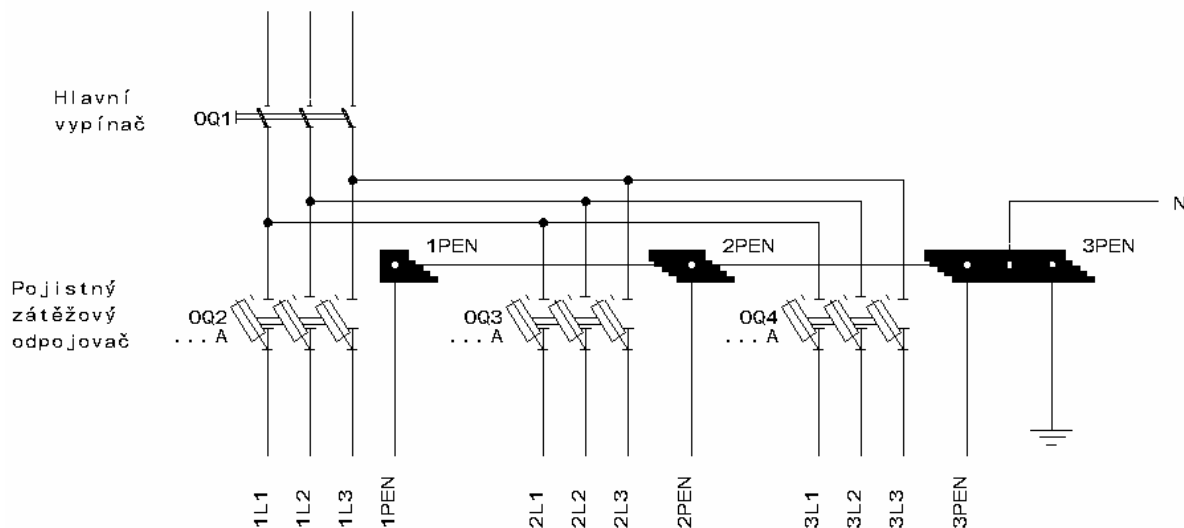 Hlavní
vypínač
0Q1
N
1PEN
2PEN
3PEN
Pojistný
zátěžový
odpojovač
0Q2
... A
0Q3
... A
0Q4
... A
1L1
1L2
1L3
1PEN
2L1
2L2
2L3
2PEN
3L1
3L2
3L3
3PEN